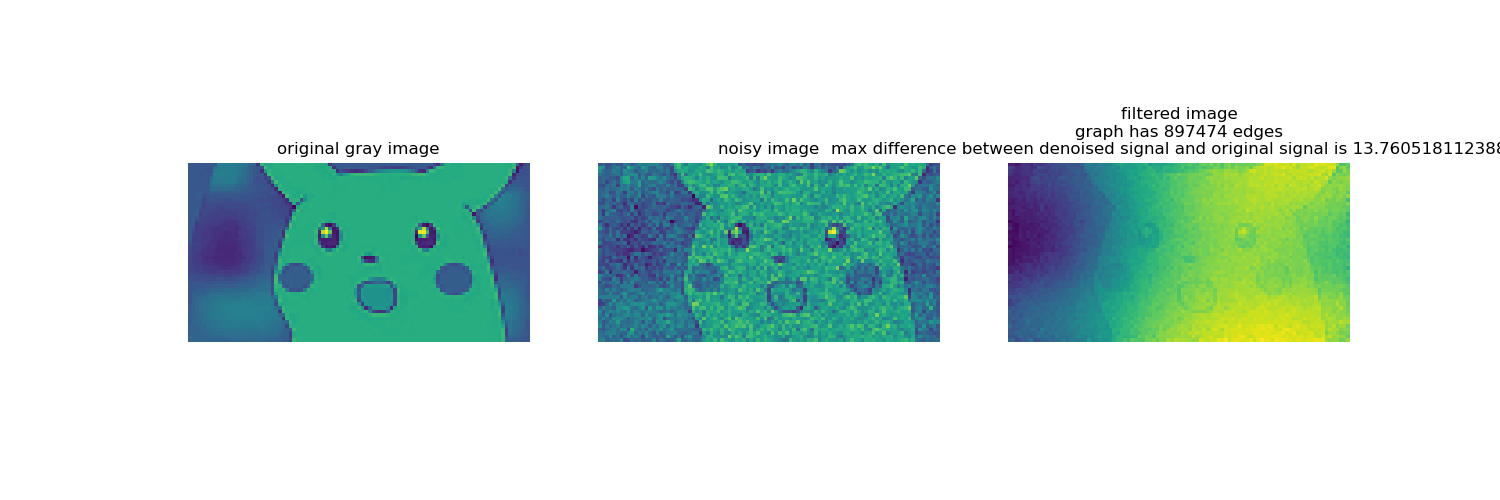 original gray image
noisy image
filtered image
graph has 897474 edges
max difference between denoised signal and original signal is 13.760518112388